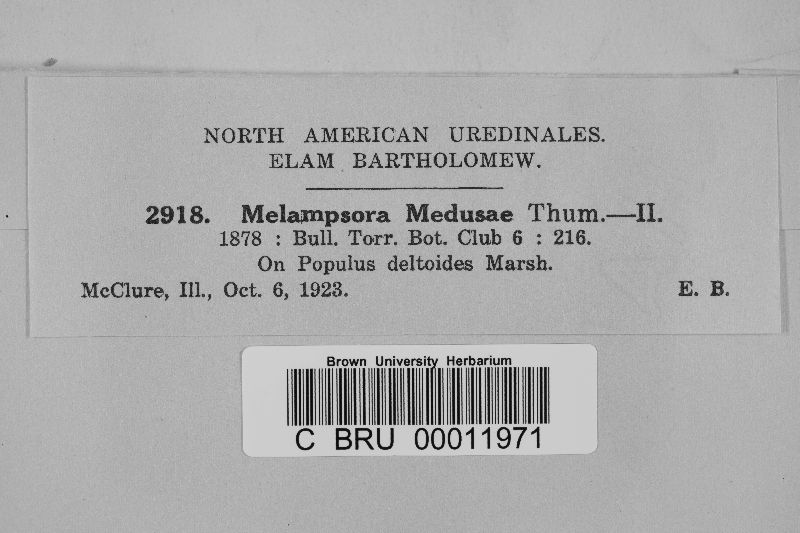 NORTH AMERICAN UREDINALES.
ELAM BARTHOLOMEW.
2918. Melampsora Medusae Thum.—II.
1878 : Bull. Torr. Bot. Club 6 : 216.
On Populus deltoides Marsh.
McClure, Ill., Oct. 6, 1923. E. B.
Brown University Herbarium
C BRU 00011971